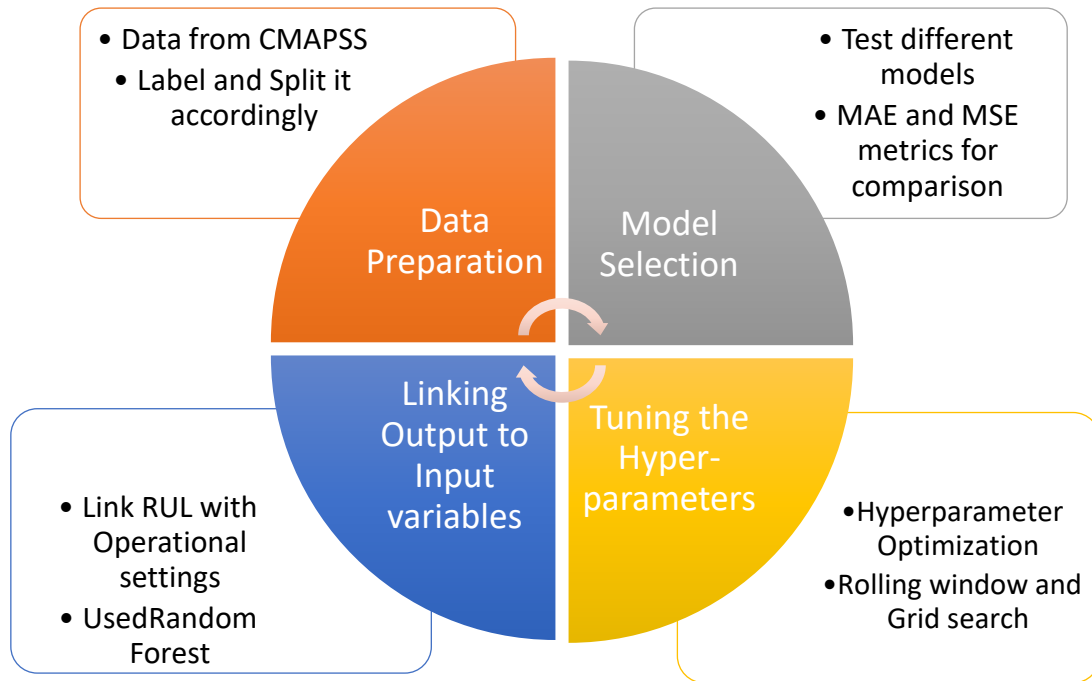 • Data from CMAPSS
• Label and Split it
accordingly
• Test different
models
• MAE and MSE
metrics for
comparison
Data
Preparation
Model
Selection
Linking
Output to
Input
variables
Tuning the
Hyper-
parameters
• Link RUL with
Operational
settings
• UsedRandom
Forest
•Hyperparameter
Optimization
•Rolling window and
Grid search